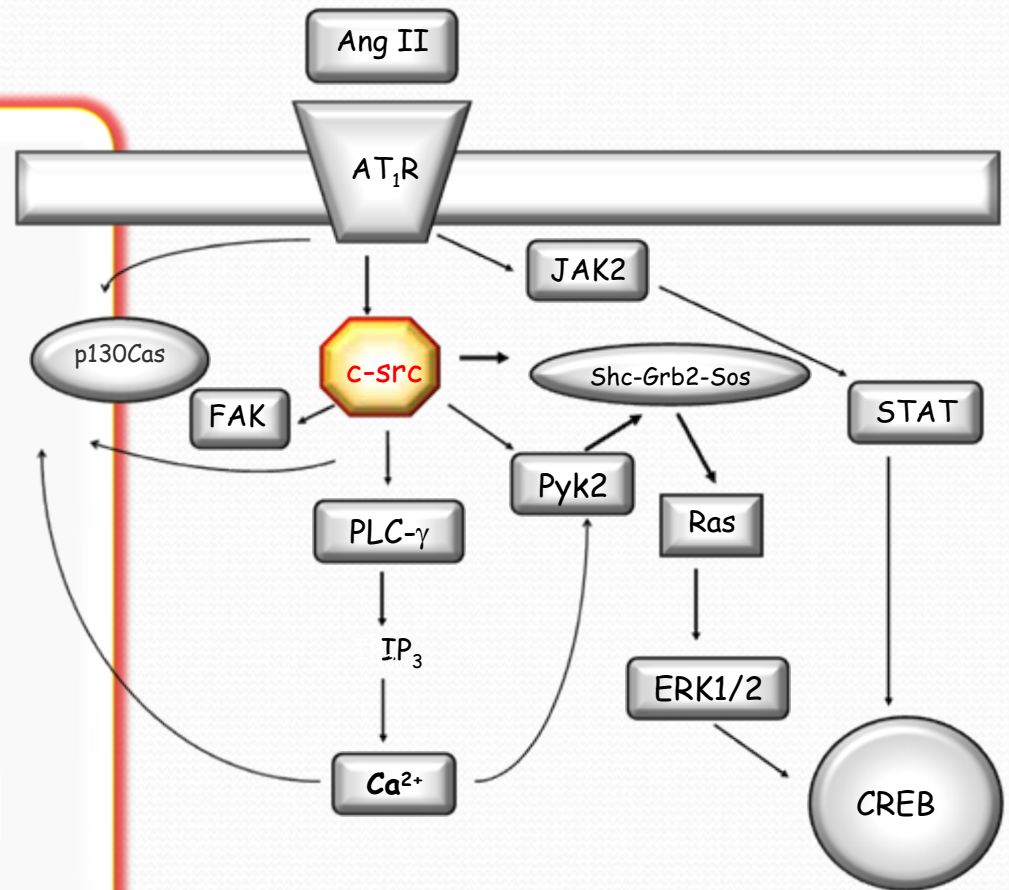 Ang II
AT₁R
JAK2
p130Cas
c-src
Shc-Grb2-Sos
FAK
STAT
Pyk2
PLC-γ
Ras
IP₃
ERK1/2
Ca²⁺
CREB